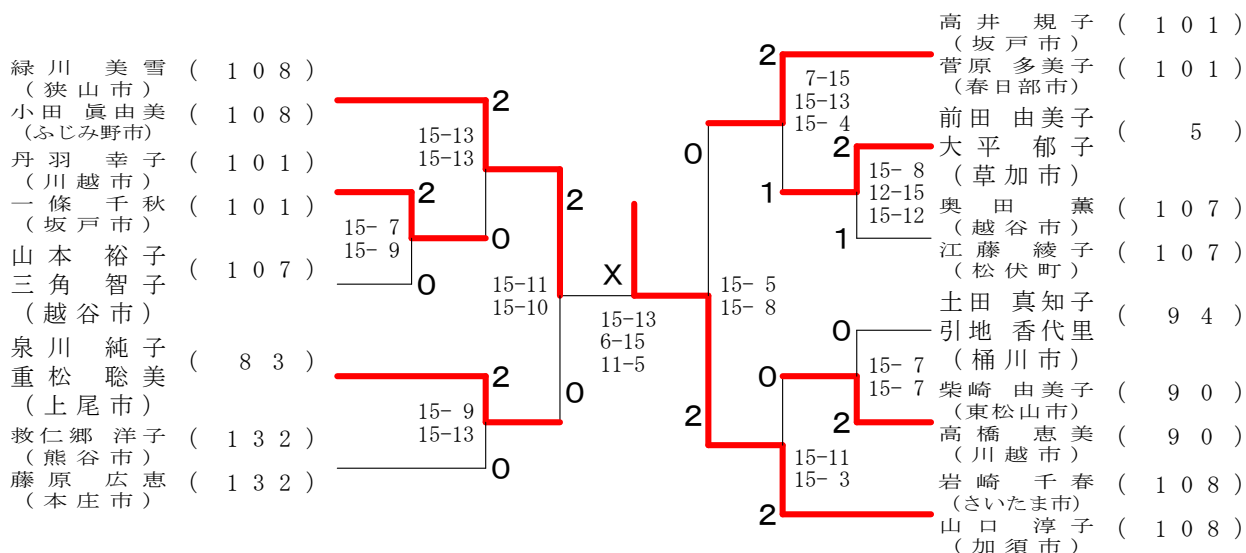 緑川 美雪 ( 108 )
(狭山市)
小田 眞由美 ( 108 )
(ふじみ野市)
丹羽 幸子 ( 101 )
(川越市)
一條 千秋 ( 101 )
(坂戸市)
山本 裕子
三角 智子 ( 107 )
(越谷市)
泉川 純子
重松 聡美 ( 83 )
(上尾市)
救仁郷 洋子 ( 132 )
(熊谷市)
藤原 広恵 ( 132 )
(本庄市)
2
15-13
15-13
0
2
15- 7
15- 9
0
2
15-11
15-10
0
2
15- 9
15-13
0
X
15-13
6-15
11-5
0
15- 5
15- 8
2
2
7-15
15-13
15- 4
1
2
15- 8
12-15
15-12
1
0
15- 7
15- 7
2
0
15-11
15- 3
2
高井 規子 ( 101 )
(坂戸市)
菅原 多美子 ( 101 )
(春日部市)
前田 由美子
大平 郁子 ( 5 )
(草加市)
奥田 薫 ( 107 )
(越谷市)
江藤 綾子 ( 107 )
(松伏町)
土田 真知子
引地 香代里 ( 94 )
(桶川市)
柴崎 由美子 ( 90 )
(東松山市)
高橋 恵美 ( 90 )
(川越市)
岩崎 千春 ( 108 )
(さいたま市)
山口 淳子 ( 108 )
(加須市)